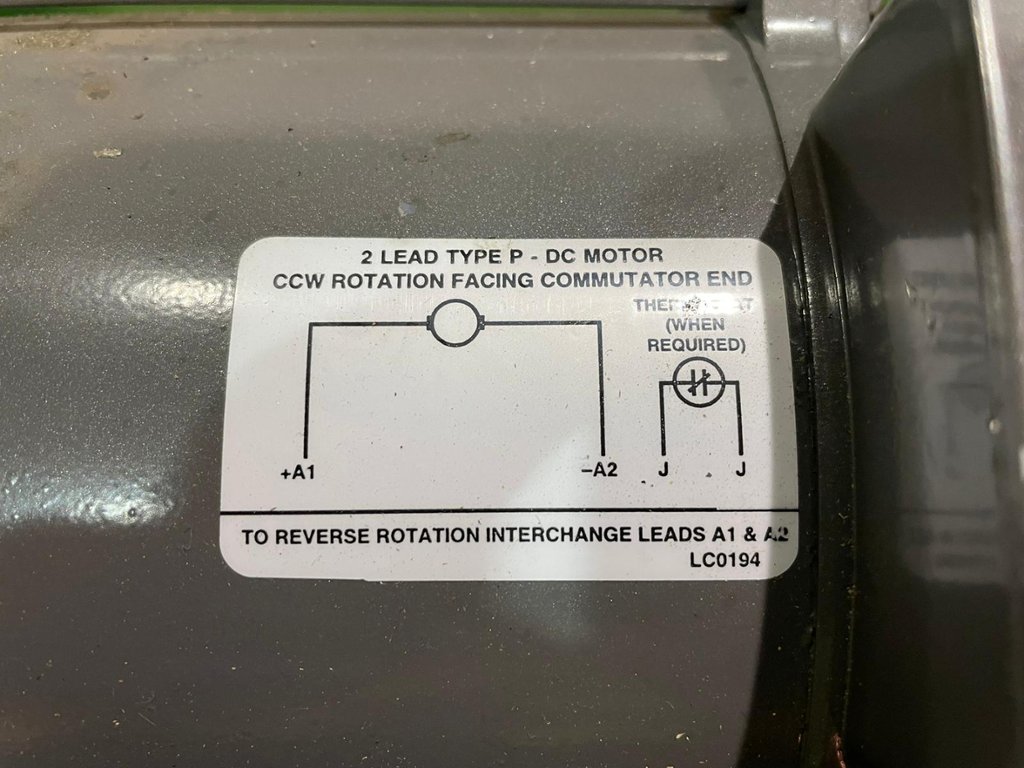 2 LEAD TYPE P - DC MOTOR
CCW ROTATION FACING COMMUTATOR END
(WHEN
REQUIRED)
+A1
–A2
J
J
TO REVERSE ROTATION INTERCHANGE LEADS A1 & A2
LC0194